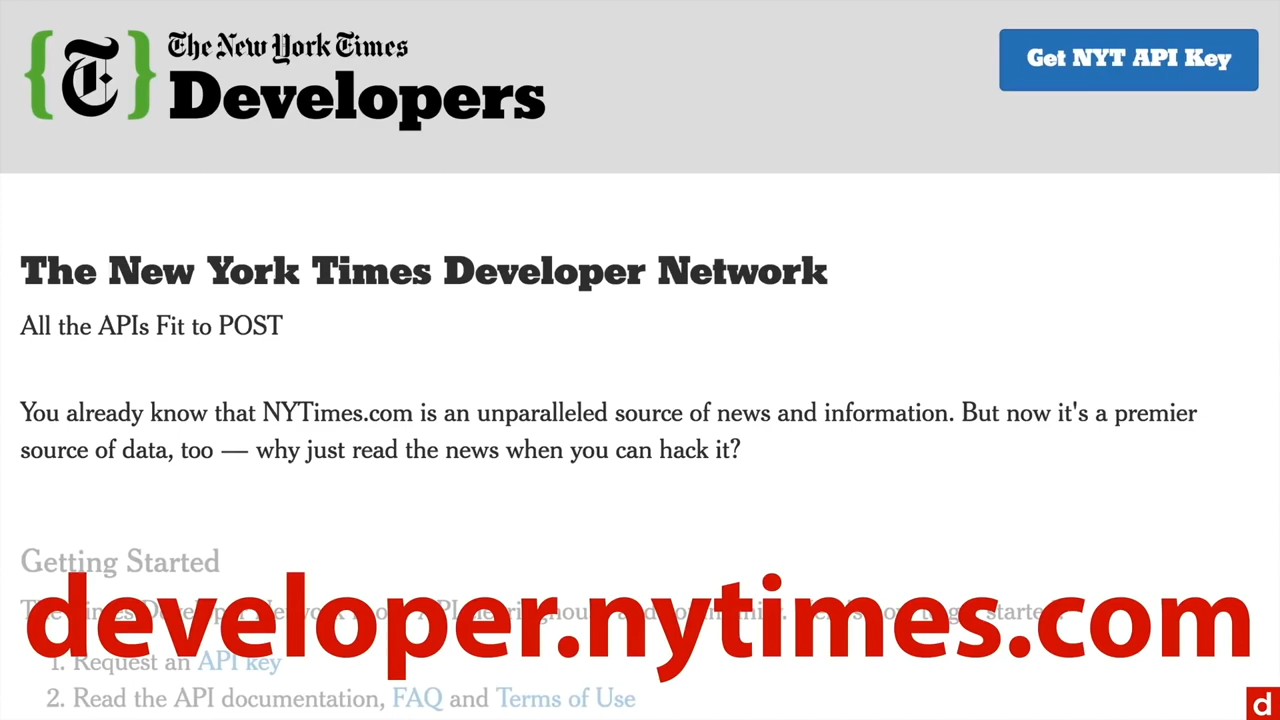 {T}
The New York Times
Developers
Get NYT API Key
The New York Times Developer Network
All the APIs Fit to POST
You already know that NYTimes.com is an unparalleled source of news and information. But now it's a premier
source of data, too — why just read the news when you can hack it?
Getting Started
developer.nytimes.com
1. Request an API key
2. Read the API documentation, FAQ and Terms of Use
d